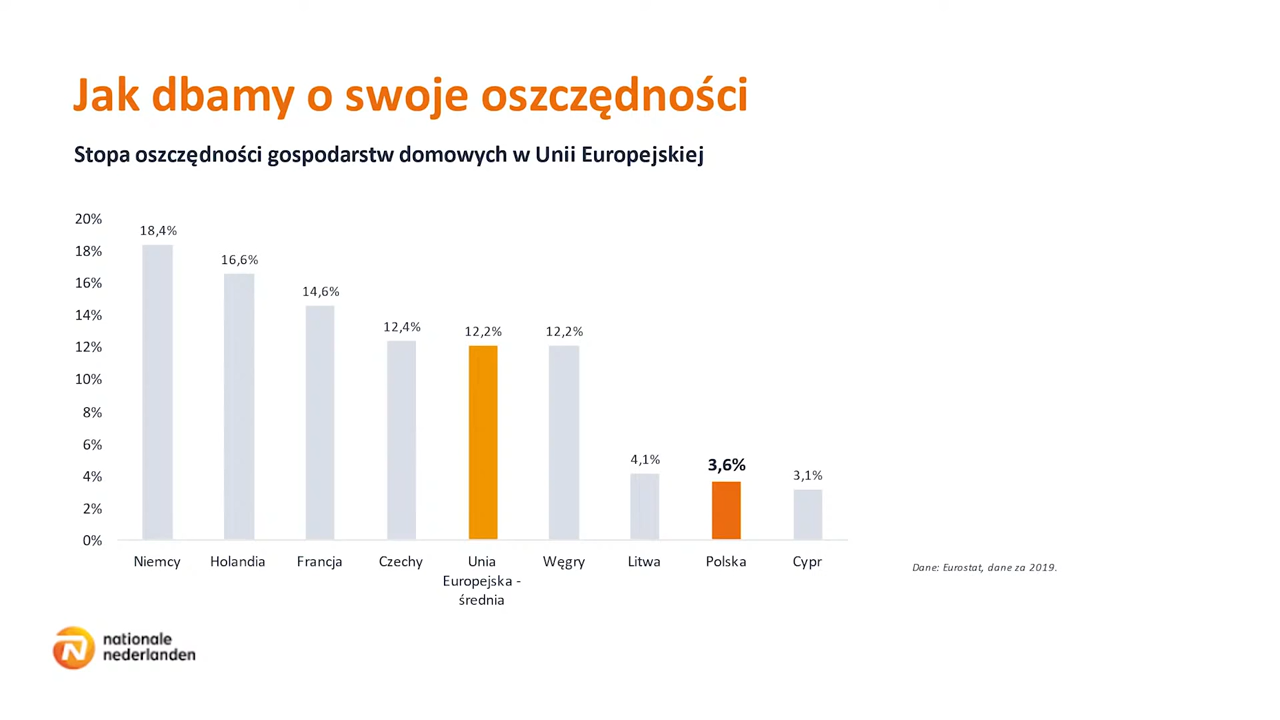 Jak dbamy o swoje oszczędności
Stopa oszczędności gospodarstw domowych w Unii Europejskiej
20%
18%
16%
14%
12%
10%
8%
6%
4%
2%
0%
18,4%
16,6%
14,6%
12,4%
12,2%
12,2%
4,1%
3,6%
3,1%
Niemcy
Holandia
Francja
Czechy
Unia
Europejska -
średnia
Węgry
Litwa
Polska
Cypr
Dane: Eurostat, dane za 2019.
nationale
nederlanden